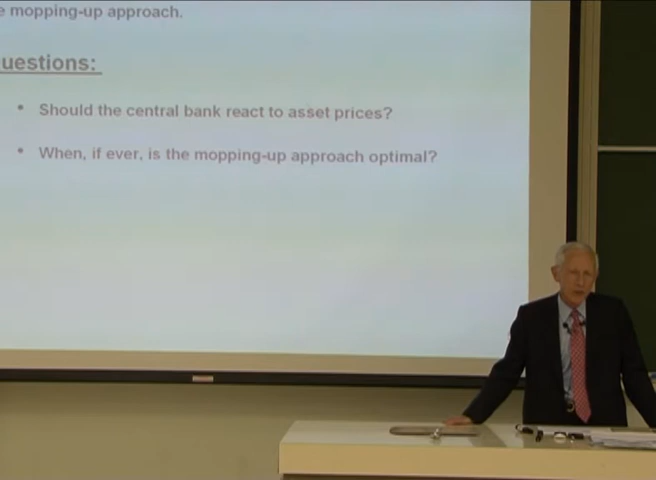 e mopping-up approach.
uestions:
• Should the central bank react to asset prices?
• When, if ever, is the mopping-up approach optimal?